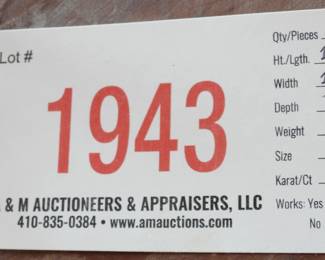 Lot #
1943
& M AUCTIONEERS & APPRAISERS, LLC
410-835-0384 • www.amauctions.com
Qty/Pieces
Ht./Lgth.
Width
Depth
Weight
Size
Karat/Ct
Works: Yes
No